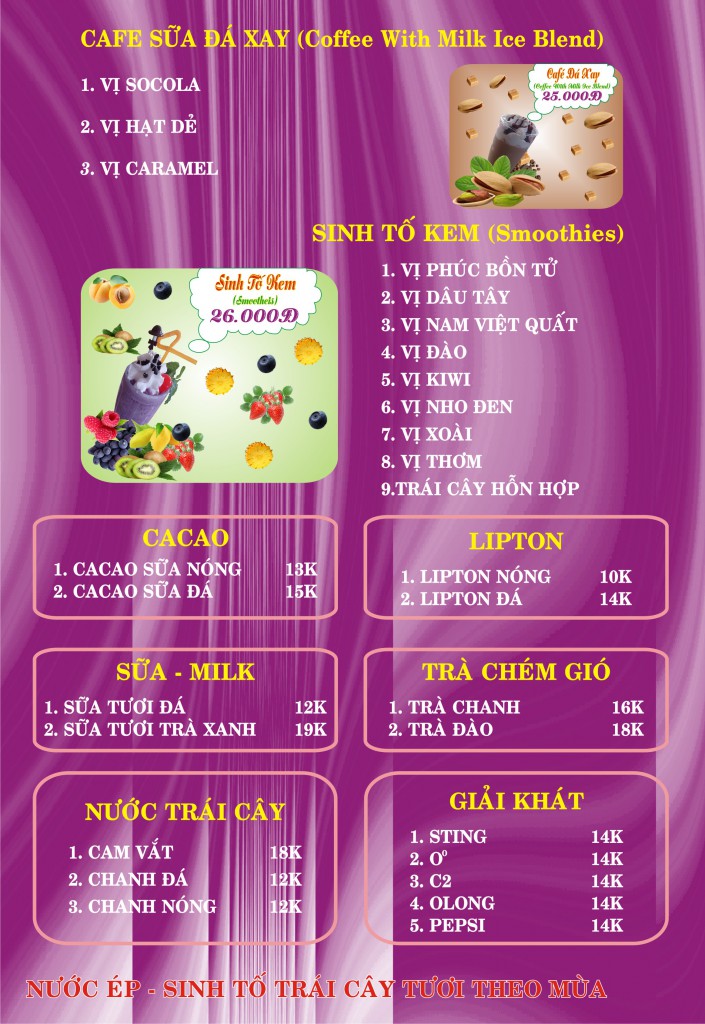 CAFE SỮA ĐÁ XAY (Coffee With Milk Ice Blend)
1. VỊ SOCOLA
2. VỊ HẠT DẺ
3. VỊ CARAMEL
Café Đá Xay
(Coffee With Milk Ice Blend)
25.000Đ
SINH TỐ KEM (Smoothies)
1. VỊ PHÚC BỒN TỬ
2. VỊ DÂU TÂY
3. VỊ NAM VIỆT QUẤT
4. VỊ ĐÀO
5. VỊ KIWI
6. VỊ NHO ĐEN
7. VỊ XOÀI
8. VỊ THƠM
9.TRÁI CÂY HỖN HỢP
Sinh Tố Kem
(Smootheis)
26.000Đ
CACAO
1. CACAO SỮA NÓNG 13K
2. CACAO SỮA ĐÁ 15K
LIPTON
1. LIPTON NÓNG 10K
2. LIPTON ĐÁ 14K
SỮA - MILK
1. SỮA TƯƠI ĐÁ 12K
2. SỮA TƯƠI TRÀ XANH 19K
TRÀ CHÉM GIÓ
1. TRÀ CHANH 16K
2. TRÀ ĐÀO 18K
NƯỚC TRÁI CÂY
1. CAM VẮT 18K
2. CHANH ĐÁ 12K
3. CHANH NÓNG 12K
GIẢI KHÁT
1. STING 14K
2. O⁰ 14K
3. C2 14K
4. OLONG 14K
5. PEPSI 14K
NƯỚC ÉP - SINH TỐ TRÁI CÂY TƯƠI THEO MÙA